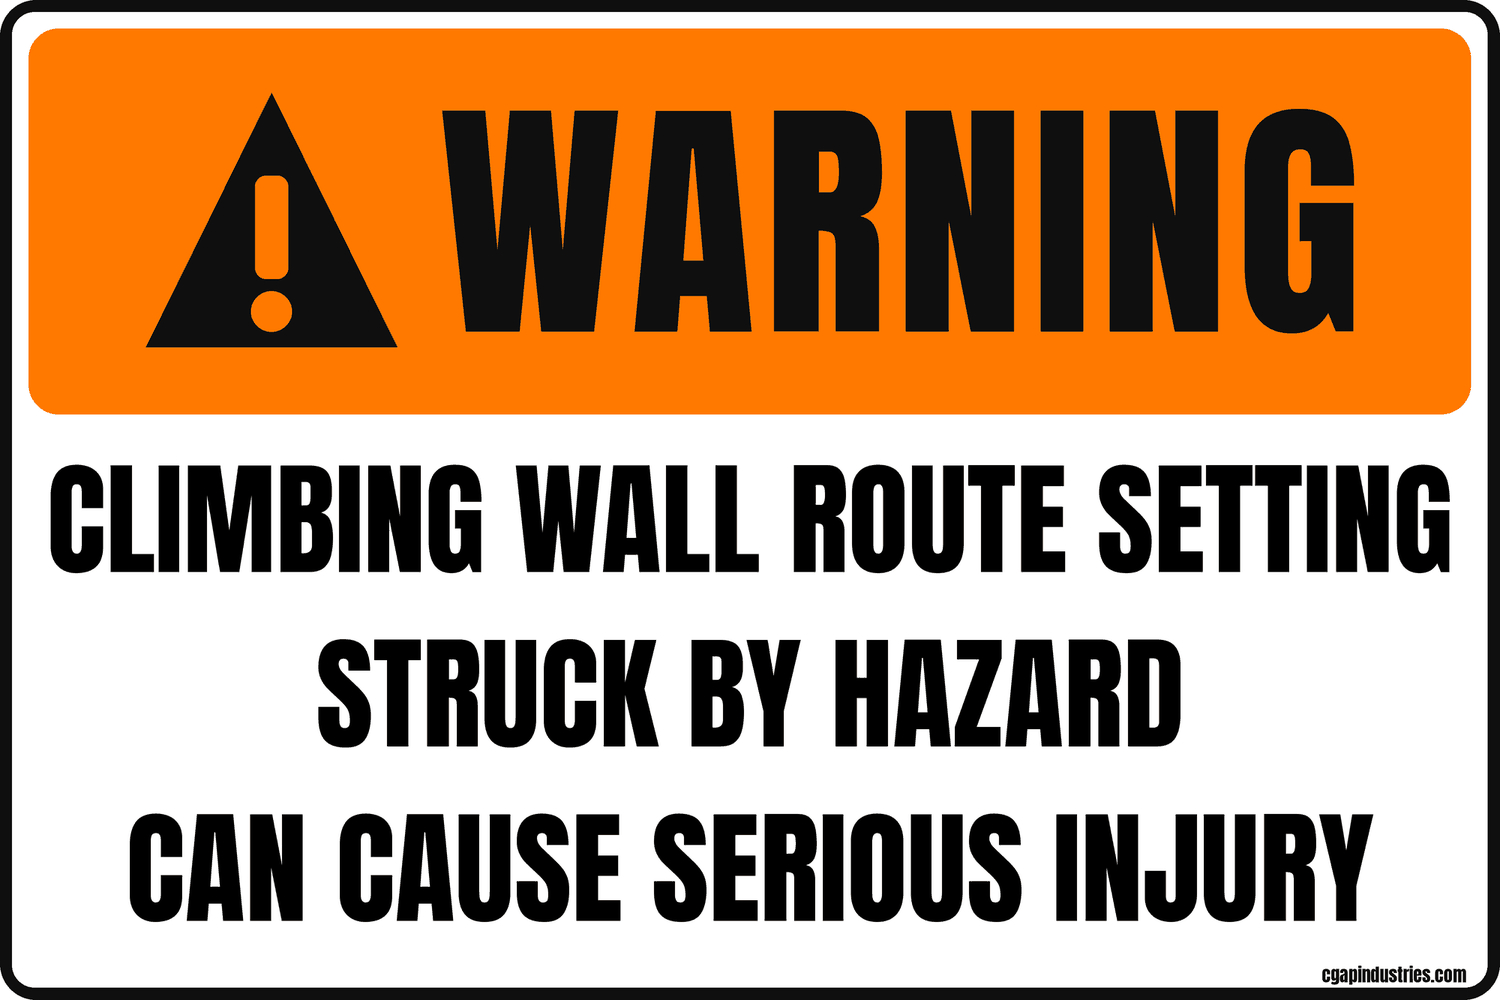 WARNING
CLIMBING WALL ROUTE SETTING
STRUCK BY HAZARD
CAN CAUSE SERIOUS INJURY
cgapindustries.com